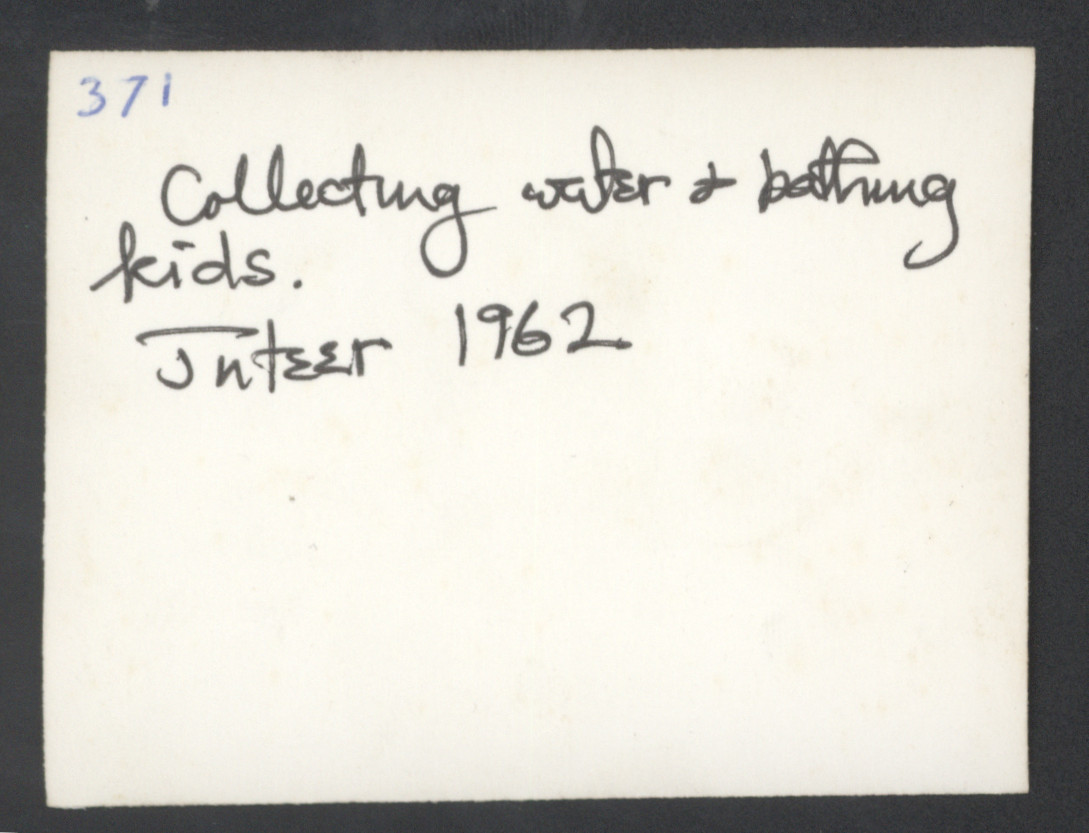 371
Collecting water & bathing
kids.
Jnteer 1962